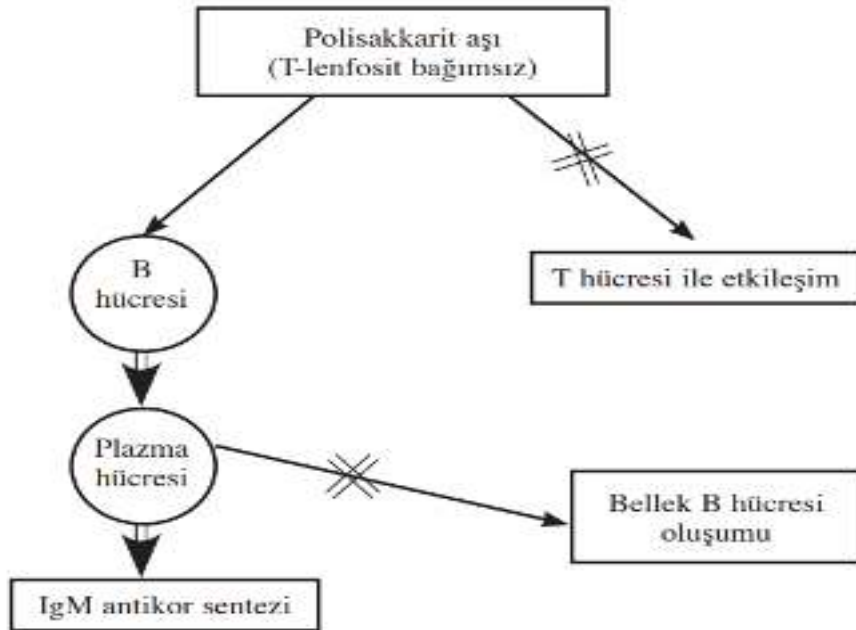 Polisakkarit aşı
(T-lenfosit bağımsız)
B
hücresi
T hücresi ile etkileşim
Plazma
hücresi
Bellek B hücresi
oluşumu
IgM antikor sentezi